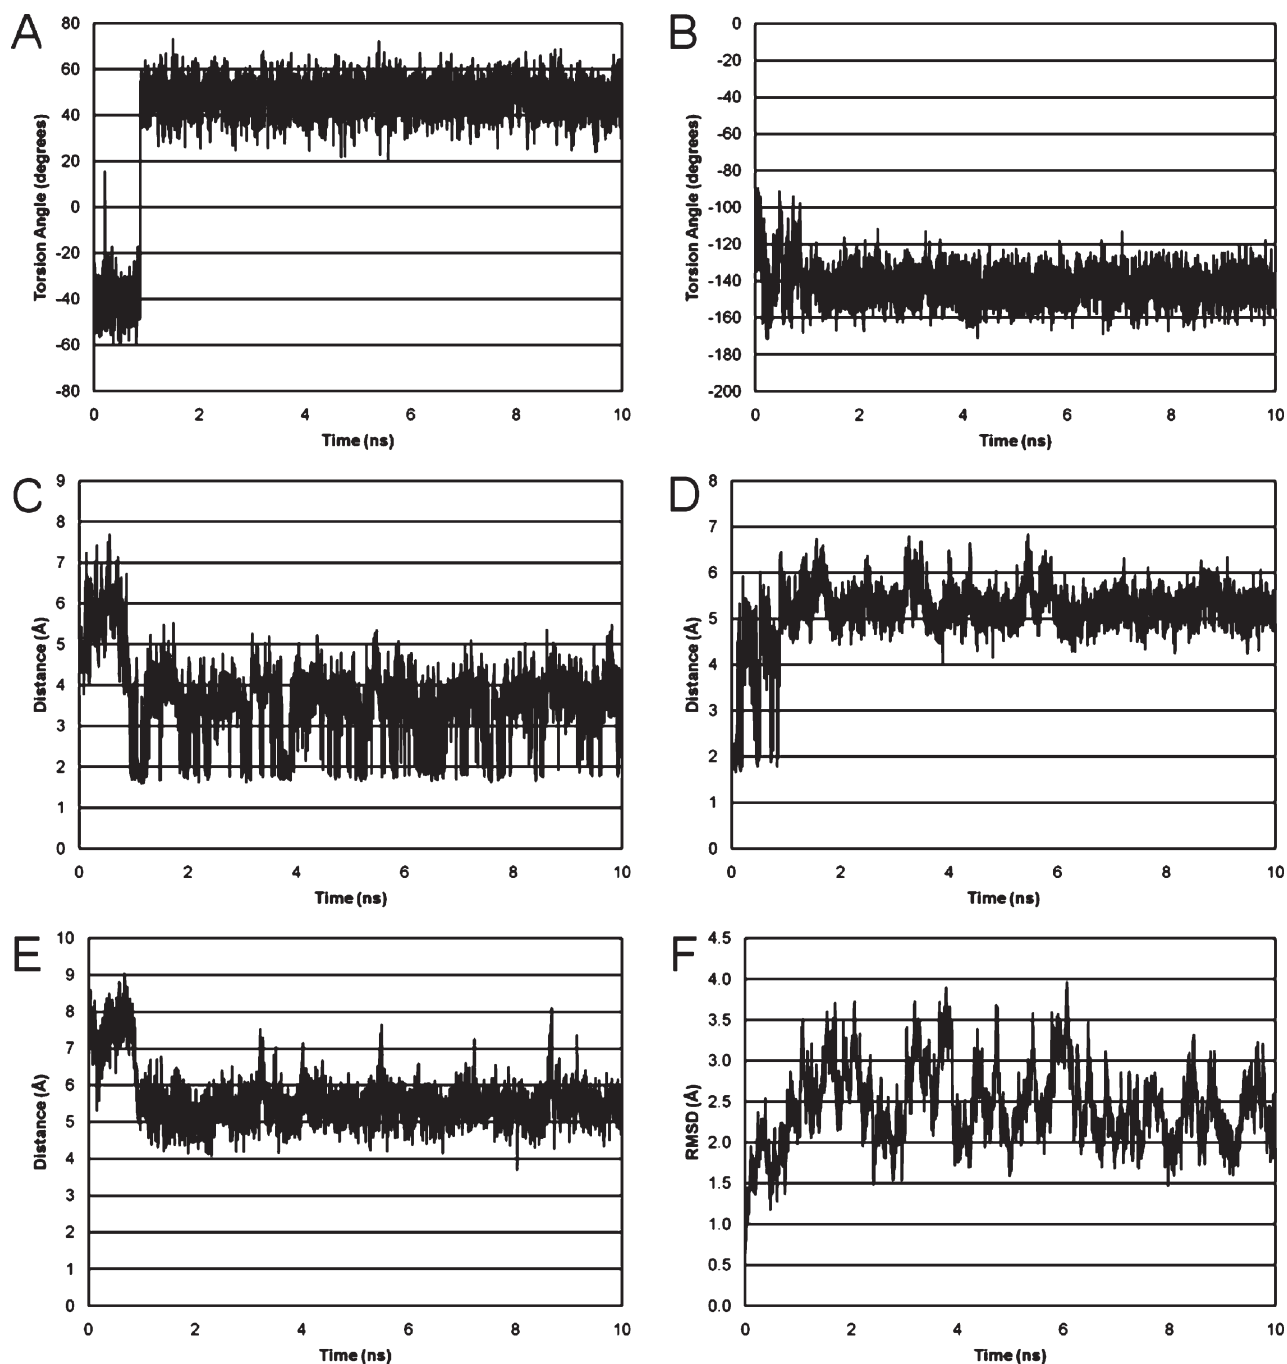 A
Torsion Angle (degrees)
80
60
40
20
0
-20
-40
-60
-80
0 2 4 6 8 10
Time (ns)
B
Torsion Angle (degrees)
0
-20
-40
-60
-80
-100
-120
-140
-160
-180
-200
0 2 4 6 8 10
Time (ns)
C
Distance (Å)
9
8
7
6
5
4
3
2
1
0
0 2 4 6 8 10
Time (ns)
D
Distance (Å)
8
7
6
5
4
3
2
1
0
0 2 4 6 8 10
Time (ns)
E
Distance (Å)
10
9
8
7
6
5
4
3
2
1
0
0 2 4 6 8 10
Time (ns)
F
RMSD (Å)
4.5
4.0
3.5
3.0
2.5
2.0
1.5
1.0
0.5
0.0
0 2 4 6 8 10
Time (ns)